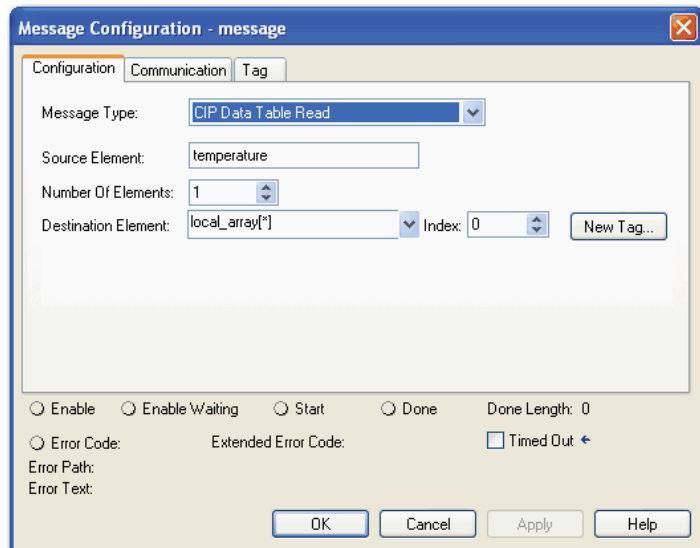 Message Configuration - message
Configuration Communication Tag
Message Type: CIP Data Table Read
Source Element: temperature
Number Of Elements: 1
Destination Element: local_array[*] Index: 0 New Tag...
Enable Enable Waiting Start Done Done Length: 0
Error Code: Extended Error Code: Timed Out ←
Error Path:
Error Text:
OK Cancel Apply Help